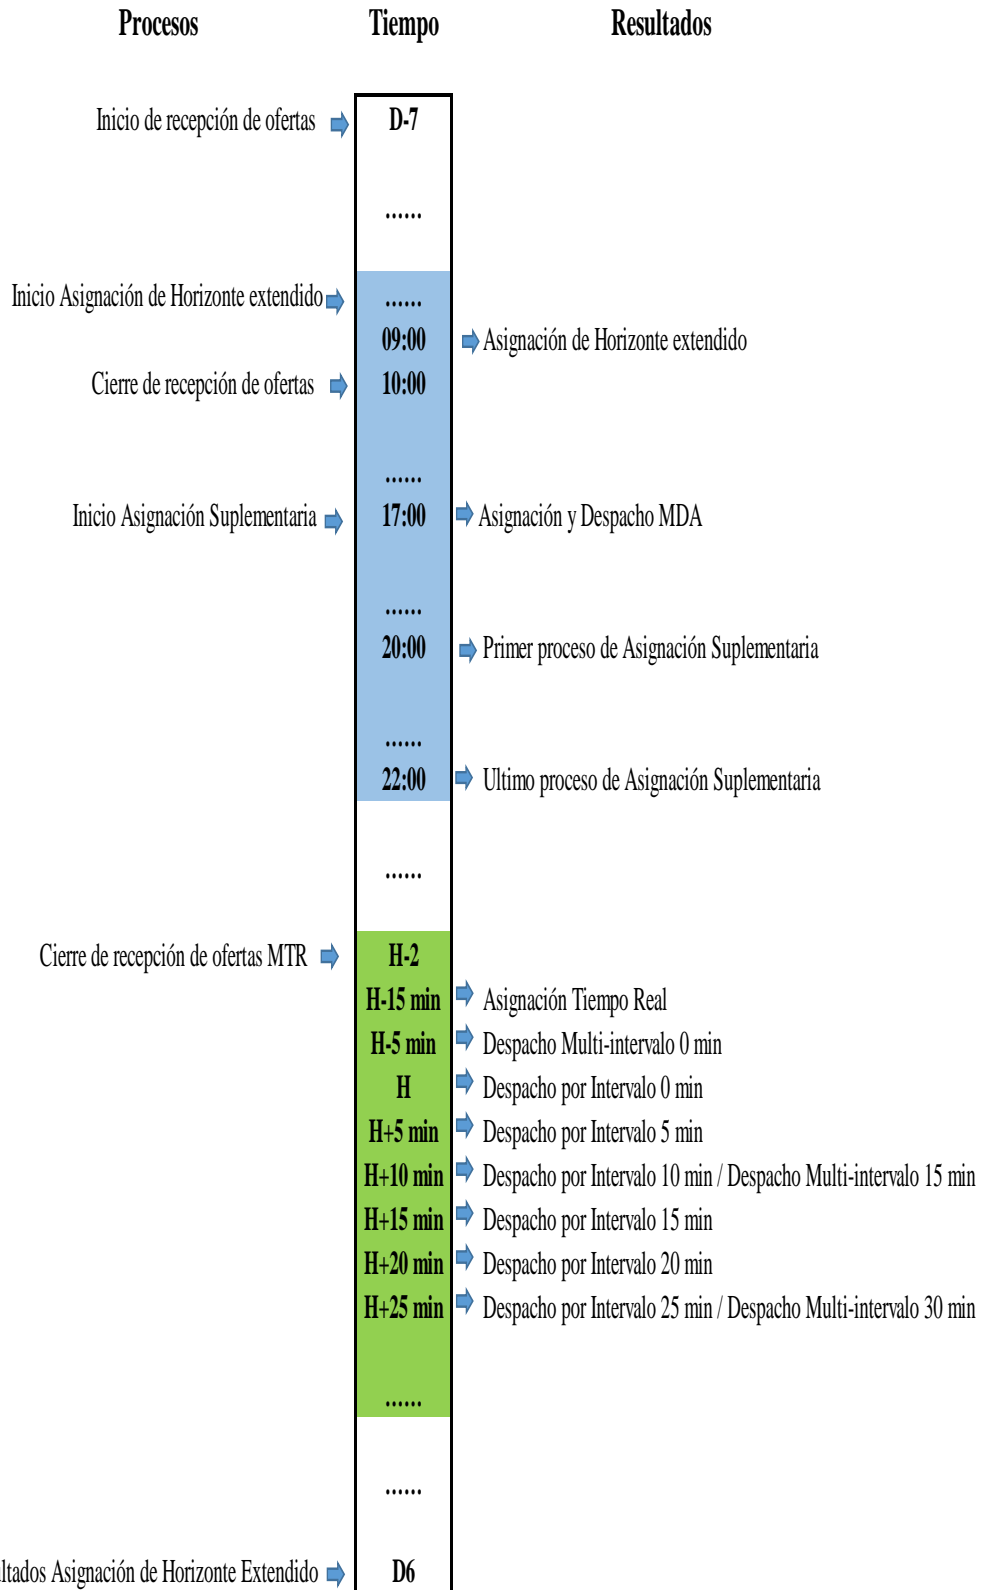 Procesos Tiempo Resultados
Inicio de recepción de ofertas D-7
......
Inicio Asignación de Horizonte extendido ......
09:00 Asignación de Horizonte extendido
Cierre de recepción de ofertas 10:00
......
Inicio Asignación Suplementaria 17:00 Asignación y Despacho MDA
......
20:00 Primer proceso de Asignación Suplementaria
......
22:00 Ultimo proceso de Asignación Suplementaria
......
Cierre de recepción de ofertas MTR H-2
H-15 min Asignación Tiempo Real
H-5 min Despacho Multi-intervalo 0 min
H Despacho por Intervalo 0 min
H+5 min Despacho por Intervalo 5 min
H+10 min Despacho por Intervalo 10 min / Despacho Multi-intervalo 15 min
H+15 min Despacho por Intervalo 15 min
H+20 min Despacho por Intervalo 20 min
H+25 min Despacho por Intervalo 25 min / Despacho Multi-intervalo 30 min
......
......
Asignación de Horizonte Extendido D6